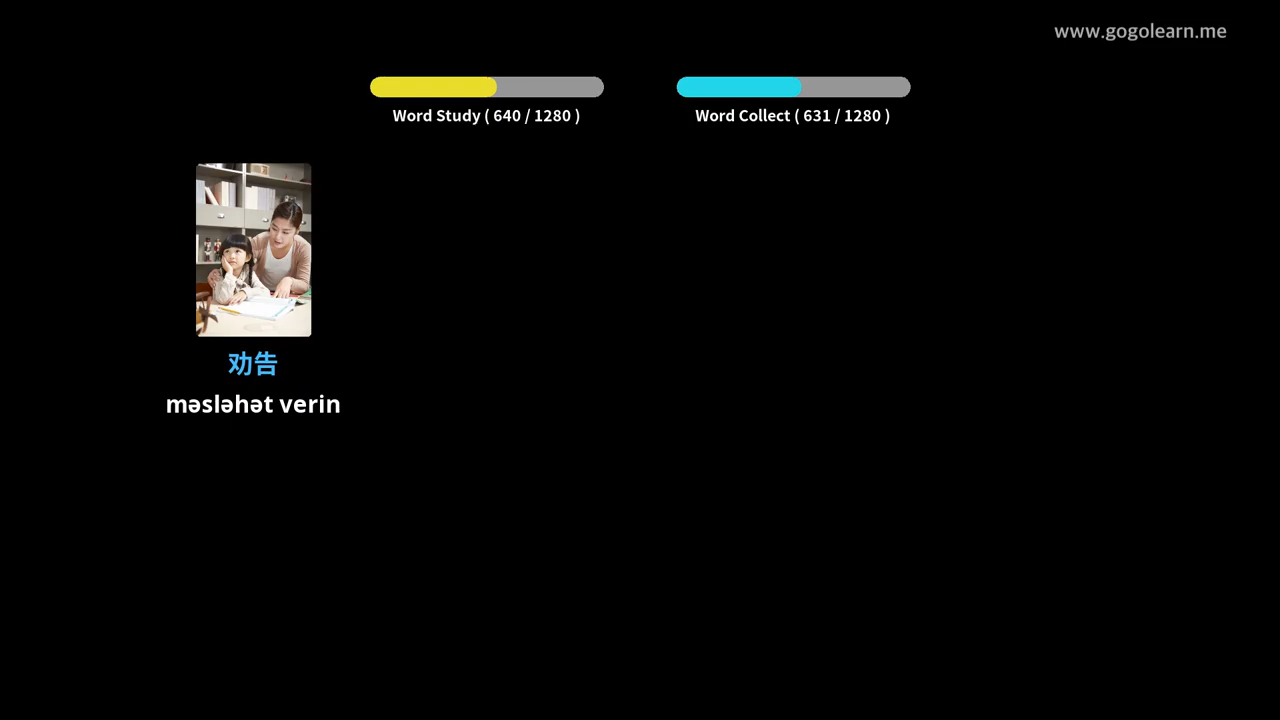 www.gogolearn.me
Word Study ( 640 / 1280 )
Word Collect ( 631 / 1280 )
劝告
məsləhət verin